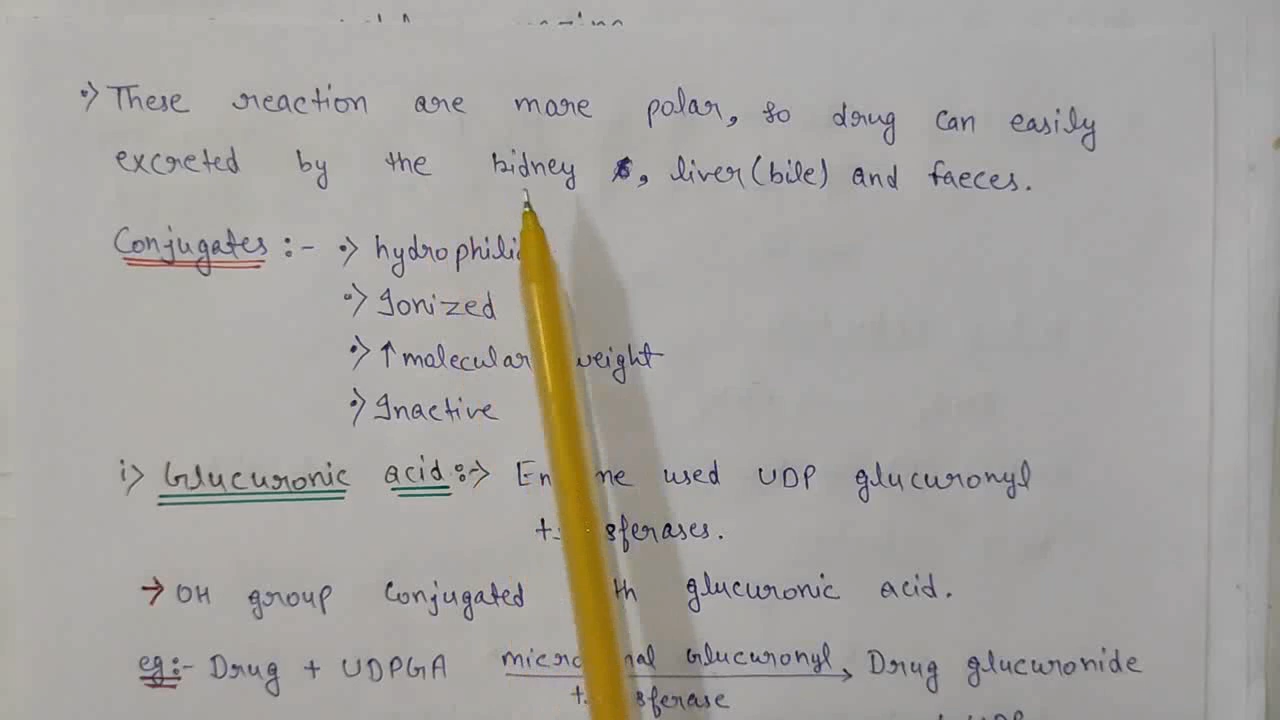 •> These reaction are more polar, so drug can easily
excreted by the kidney , liver (bile) and faeces.
Conjugates :- •> hydrophili
•> Ionized
•> ↑ molecular weight
•> Inactive
i> Glucuronic acid :-> En me used UDP glucuronyl
sferases.
→ OH group conjugated th glucuronic acid.
eg:- Drug + UDPGA micro al Glucuronyl Drug glucuronide
sferase